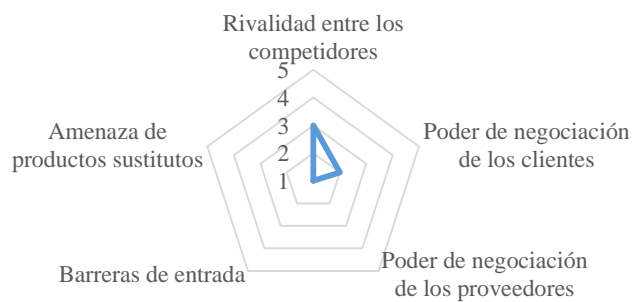 Rivalidad entre los
competidores
5
4
3
2
1
Poder de negociación
de los clientes
Poder de negociación
de los proveedores
Barreras de entrada
Amenaza de
productos sustitutos